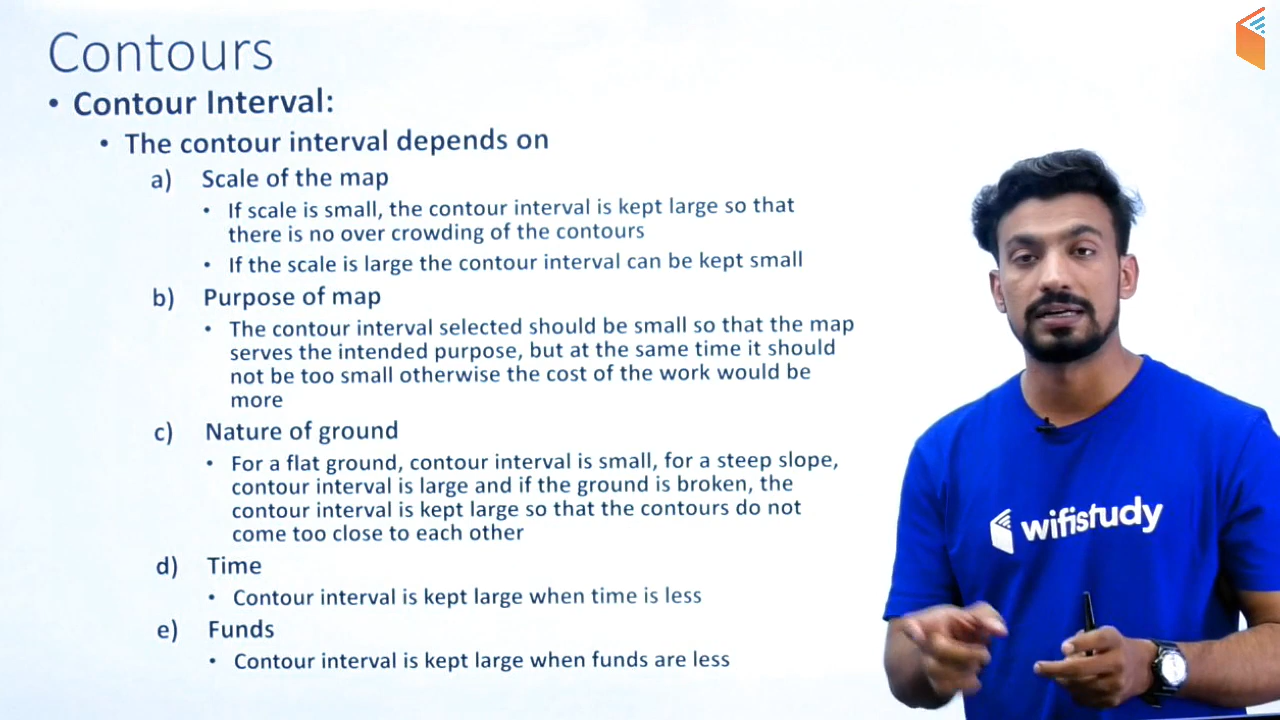 Contours
• Contour Interval:
• The contour interval depends on
a) Scale of the map
• If scale is small, the contour interval is kept large so that
there is no over crowding of the contours
• If the scale is large the contour interval can be kept small
b) Purpose of map
• The contour interval selected should be small so that the map
serves the intended purpose, but at the same time it should
not be too small otherwise the cost of the work would be
more
c) Nature of ground
• For a flat ground, contour interval is small, for a steep slope,
contour interval is large and if the ground is broken, the
contour interval is kept large so that the contours do not
come too close to each other
d) Time
• Contour interval is kept large when time is less
e) Funds
• Contour interval is kept large when funds are less
wifistudy